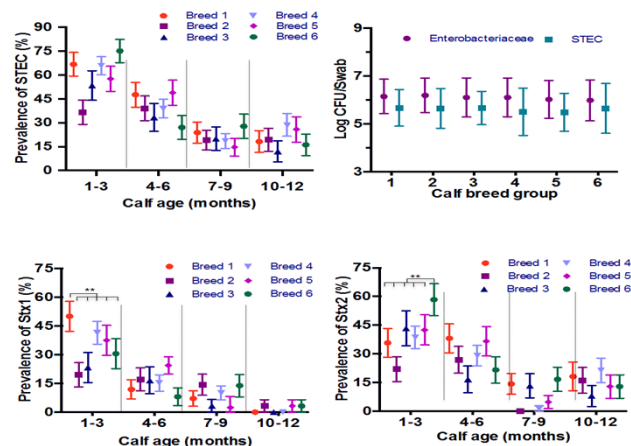 Prevalence of STEC (%)
90
75
60
45
30
15
0
Breed 1
Breed 2
Breed 3
Breed 4
Breed 5
Breed 6
1-3 4-6 7-9 10-12
Calf age (months)
Log CFU/Swab
9
7
5
3
Enterobacteriaceae STEC
1 2 3 4 5 6
Calf breed group
Prevalence of Stx1 (%)
75
60
45
30
15
0
**
Breed 1
Breed 2
Breed 3
Breed 4
Breed 5
Breed 6
1-3 4-6 7-9 10-12
Calf age (months)
Prevalence of Stx2 (%)
75
60
45
30
15
0
**
Breed 1
Breed 2
Breed 3
Breed 4
Breed 5
Breed 6
1-3 4-6 7-9 10-12
Calf age (months)